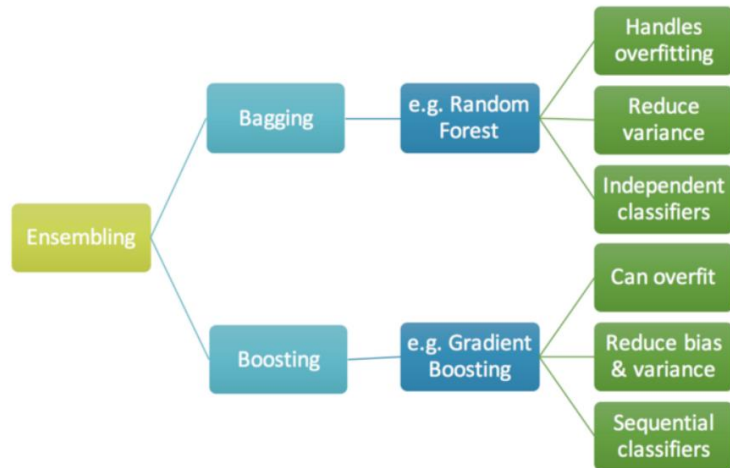 Ensembling
Bagging
e.g. Random
Forest
Handles
overfitting
Reduce
variance
Independent
classifiers
Boosting
e.g. Gradient
Boosting
Can overfit
Reduce bias
& variance
Sequential
classifiers